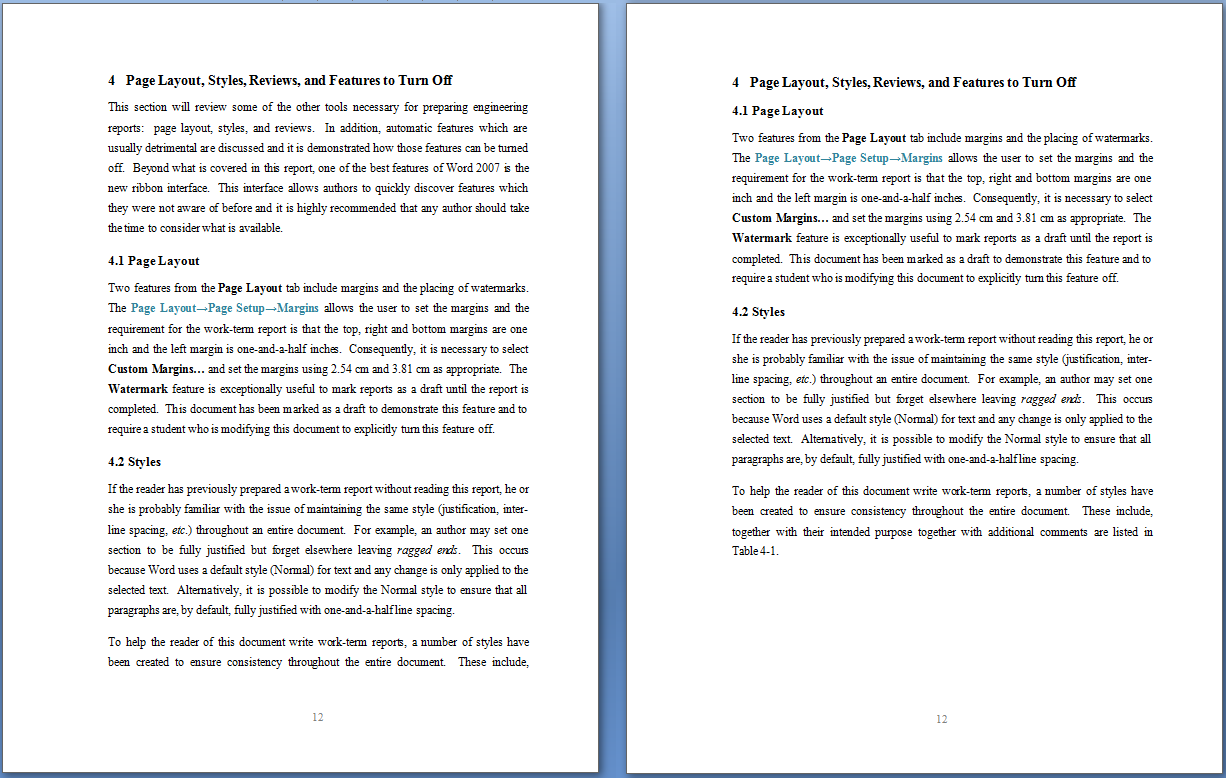 4 Page Layout, Styles, Reviews, and Features to Turn Off
This section will review some of the other tools necessary for preparing engineering
reports: page layout, styles, and reviews. In addition, automatic features which are
usually detrimental are discussed and it is demonstrated how those features can be turned
off. Beyond what is covered in this report, one of the best features of Word 2007 is the
new ribbon interface. This interface allows authors to quickly discover features which
they were not aware of before and it is highly recommended that any author should take
the time to consider what is available.
4.1 Page Layout
Two features from the Page Layout tab include margins and the placing of watermarks.
The Page Layout→Page Setup→Margins allows the user to set the margins and the
requirement for the work-term report is that the top, right and bottom margins are one
inch and the left margin is one-and-a-half inches. Consequently, it is necessary to select
Custom Margins... and set the margins using 2.54 cm and 3.81 cm as appropriate. The
Watermark feature is exceptionally useful to mark reports as a draft until the report is
completed. This document has been marked as a draft to demonstrate this feature and to
require a student who is modifying this document to explicitly turn this feature off.
4.2 Styles
If the reader has previously prepared a work-term report without reading this report, he or
she is probably familiar with the issue of maintaining the same style (justification, inter-
line spacing, etc.) throughout an entire document. For example, an author may set one
section to be fully justified but forget elsewhere leaving ragged ends. This occurs
because Word uses a default style (Normal) for text and any change is only applied to the
selected text. Alternatively, it is possible to modify the Normal style to ensure that all
paragraphs are, by default, fully justified with one-and-a-half line spacing.
To help the reader of this document write work-term reports, a number of styles have
been created to ensure consistency throughout the entire document. These include,
12
4 Page Layout, Styles, Reviews, and Features to Turn Off
4.1 Page Layout
Two features from the Page Layout tab include margins and the placing of watermarks.
The Page Layout→Page Setup→Margins allows the user to set the margins and the
requirement for the work-term report is that the top, right and bottom margins are one
inch and the left margin is one-and-a-half inches. Consequently, it is necessary to select
Custom Margins... and set the margins using 2.54 cm and 3.81 cm as appropriate. The
Watermark feature is exceptionally useful to mark reports as a draft until the report is
completed. This document has been marked as a draft to demonstrate this feature and to
require a student who is modifying this document to explicitly turn this feature off.
4.2 Styles
If the reader has previously prepared a work-term report without reading this report, he or
she is probably familiar with the issue of maintaining the same style (justification, inter-
line spacing, etc.) throughout an entire document. For example, an author may set one
section to be fully justified but forget elsewhere leaving ragged ends. This occurs
because Word uses a default style (Normal) for text and any change is only applied to the
selected text. Alternatively, it is possible to modify the Normal style to ensure that all
paragraphs are, by default, fully justified with one-and-a-half line spacing.
To help the reader of this document write work-term reports, a number of styles have
been created to ensure consistency throughout the entire document. These include,
together with their intended purpose together with additional comments are listed in
Table 4-1.
12